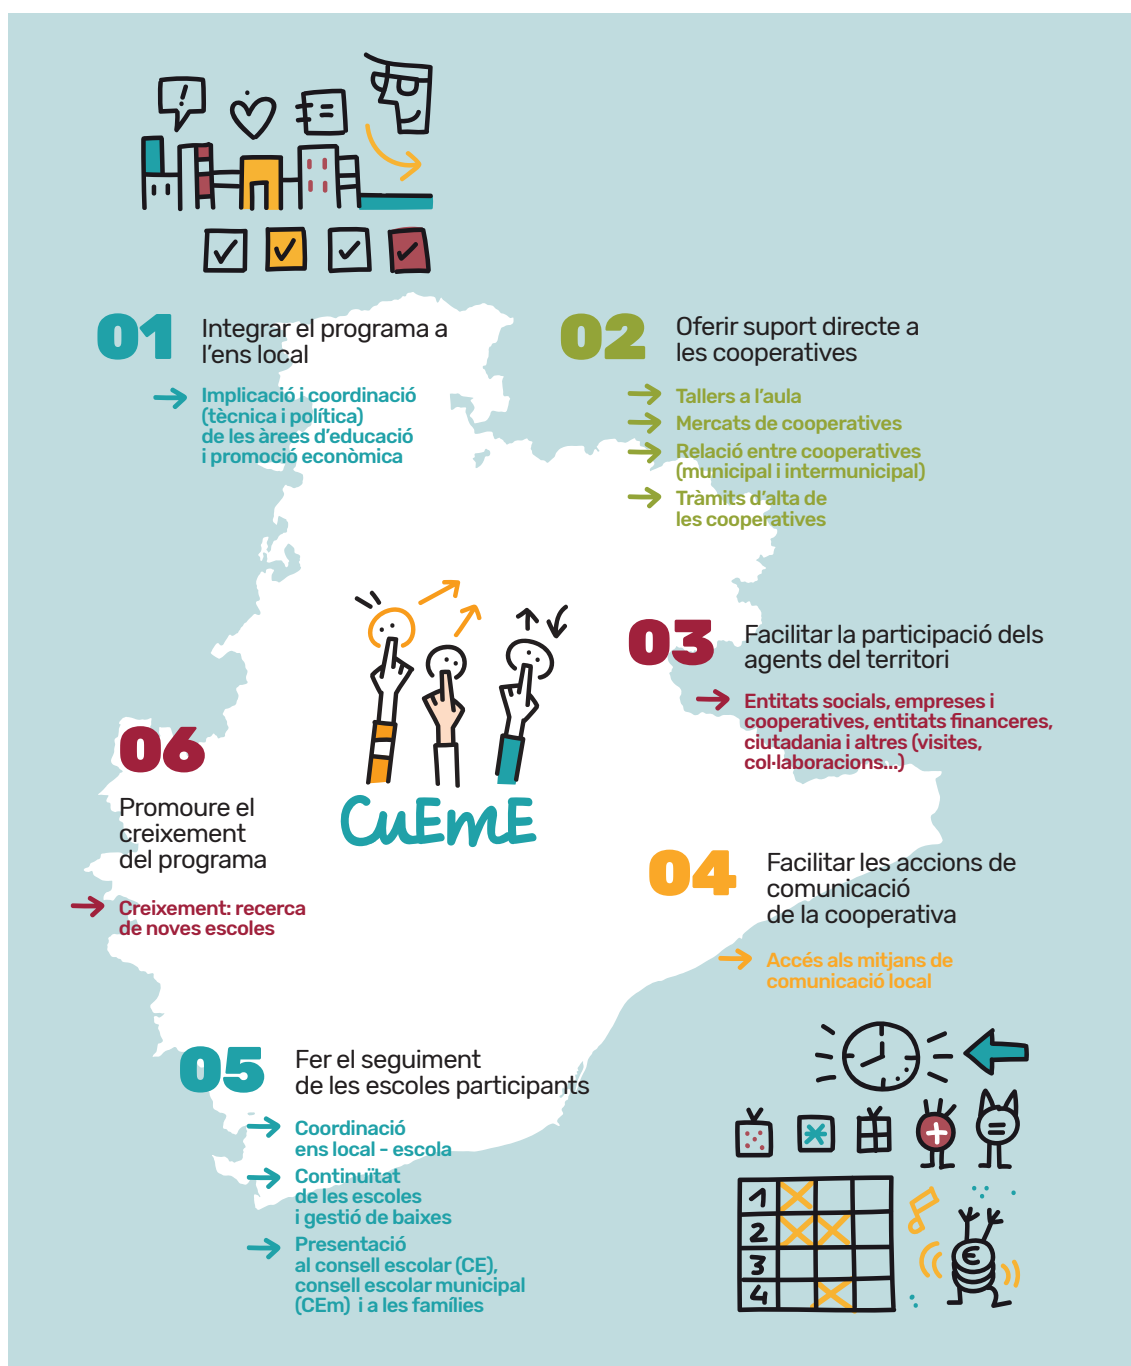 01
Integrar el programa a
l’ens local
Implicació i coordinació
(tècnica i política)
de les àrees d’educació
i promoció econòmica
02
Oferir suport directe a
les cooperatives
Tallers a l’aula
Mercats de cooperatives
Relació entre cooperatives
(municipal i intermunicipal)
Tràmits d’alta de
les cooperatives
03
Facilitar la participació dels
agents del territori
Entitats socials, empreses i
cooperatives, entitats financeres,
ciutadania i altres (visites,
col·laboracions...)
CuEmE
06
Promoure el
creixement
del programa
Creixement: recerca
de noves escoles
04
Facilitar les accions de
comunicació
de la cooperativa
Accés als mitjans de
comunicació local
05
Fer el seguiment
de les escoles participants
Coordinació
ens local - escola
Continuïtat
de les escoles
i gestió de baixes
Presentació
al consell escolar (CE),
consell escolar municipal
(CEm) i a les famílies
1
2
3
4
€